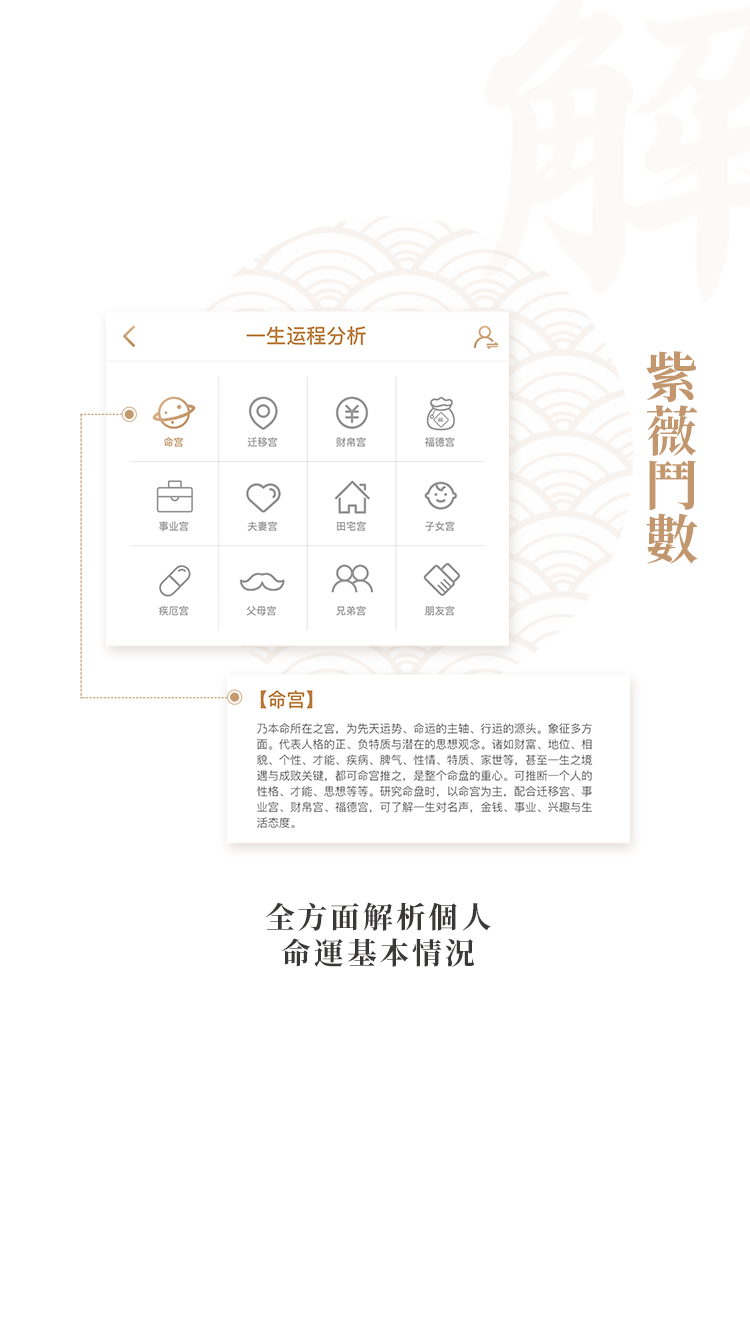 解
一生运程分析
命宫
迁移宫
财帛宫
福德宫
事业宫
夫妻宫
田宅宫
子女宫
疾厄宫
父母宫
兄弟宫
朋友宫
紫薇鬥數
【命宫】
乃本命所在之宫，为先天运势、命运的主轴、行运的源头。象征多方
面。代表人格的正、负特质与潜在的思想观念。诸如财富、地位、相
貌、个性、才能、疾病、脾气、性情、特质、家世等，甚至一生之境
遇与成败关键，都可命宫推之，是整个命盘的重心。可推断一个人的
性格、才能、思想等等。研究命盘时，以命宫为主，配合迁移宫、事
业宫、财帛宫、福德宫，可了解一生对名声，金钱、事业、兴趣与生
活态度。
全方面解析個人
命運基本情況